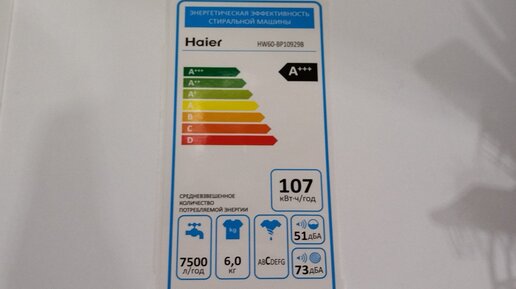 ЭНЕРГЕТИЧЕСКАЯ ЭФФЕКТИВНОСТЬ
СТИРАЛЬНОЙ МАШИНЫ
Haier HW60-BP10929B
A+++ A+++
A++
A+
A
B
C
D
107
кВт·ч/год
СРЕДНЕВЗВЕШЕННОЕ
КОЛИЧЕСТВО
ПОТРЕБЛЯЕМОЙ ЭНЕРГИИ
kg
51дБА
7500
л/год
6,0
кг
ABCDEFG
73дБА